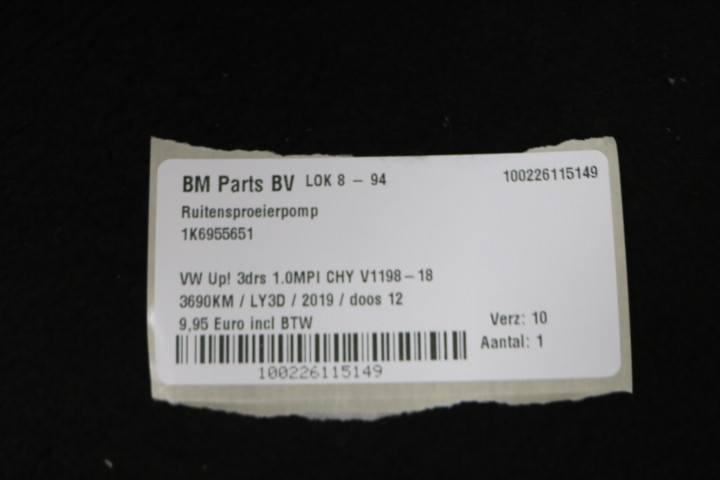 BM Parts BV LOK 8 - 94 100226115149
Ruitensproeierpomp
1K6955651
VW Up! 3drs 1.0MPI CHY V1198-18
3690KM / LY3D / 2019 / doos 12
9,95 Euro incl BTW
Verz: 10
Aantal: 1
100226115149